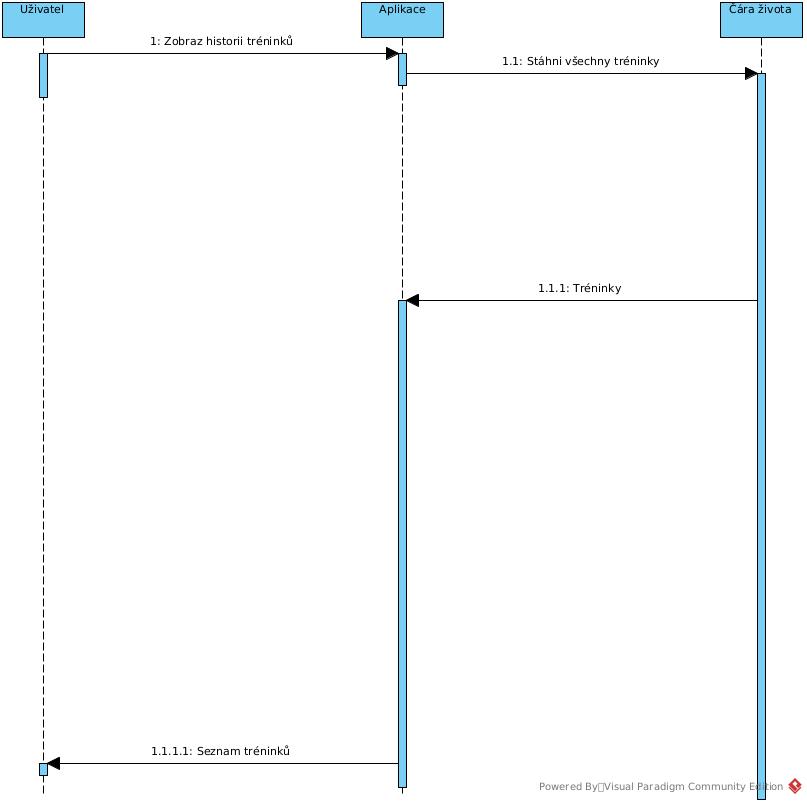 Uživatel
Aplikace
Čára života
1: Zobraz historii tréninků
1.1: Stáhni všechny tréninky
1.1.1: Tréninky
1.1.1.1: Seznam tréninků
Powered By Visual Paradigm Community Edition